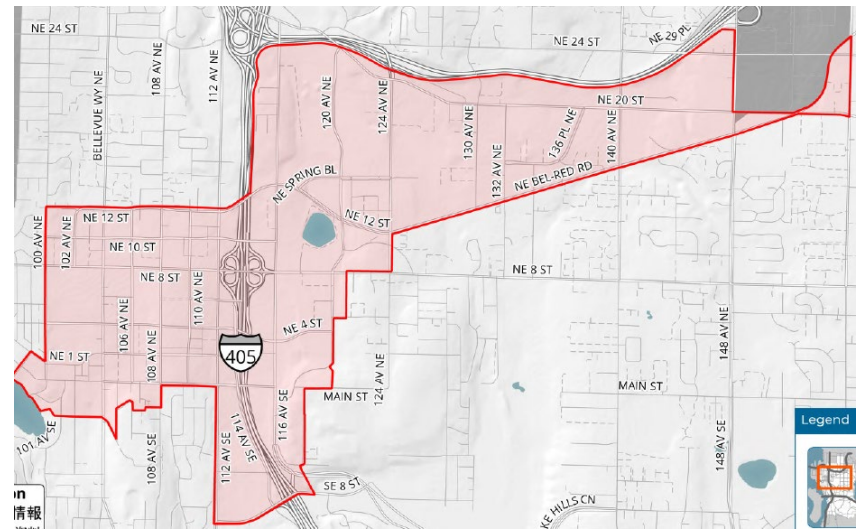 NE 24 ST
NE 24 ST
NE 29 PL
BELLEVUE WY NE
108 AV NE
112 AV NE
120 AV NE
124 AV NE
130 AV NE
132 AV NE
136 PL NE
140 AV NE
NE 20 ST
NE BEL-RED RD
NE SPRING BL
NE 12 ST
NE 12 ST
100 AV NE
102 AV NE
NE 10 ST
NE 8 ST
NE 8 ST
110 AV NE
106 AV NE
108 AV NE
NE 4 ST
405
NE 1 ST
148 AV NE
124 AV NE
MAIN ST
MAIN ST
101 AV SE
108 AV SE
112 AV SE
114 AV SE
116 AV SE
SE 8 ST
148 AV SE
KE HILLS CN
Legend
on
情報